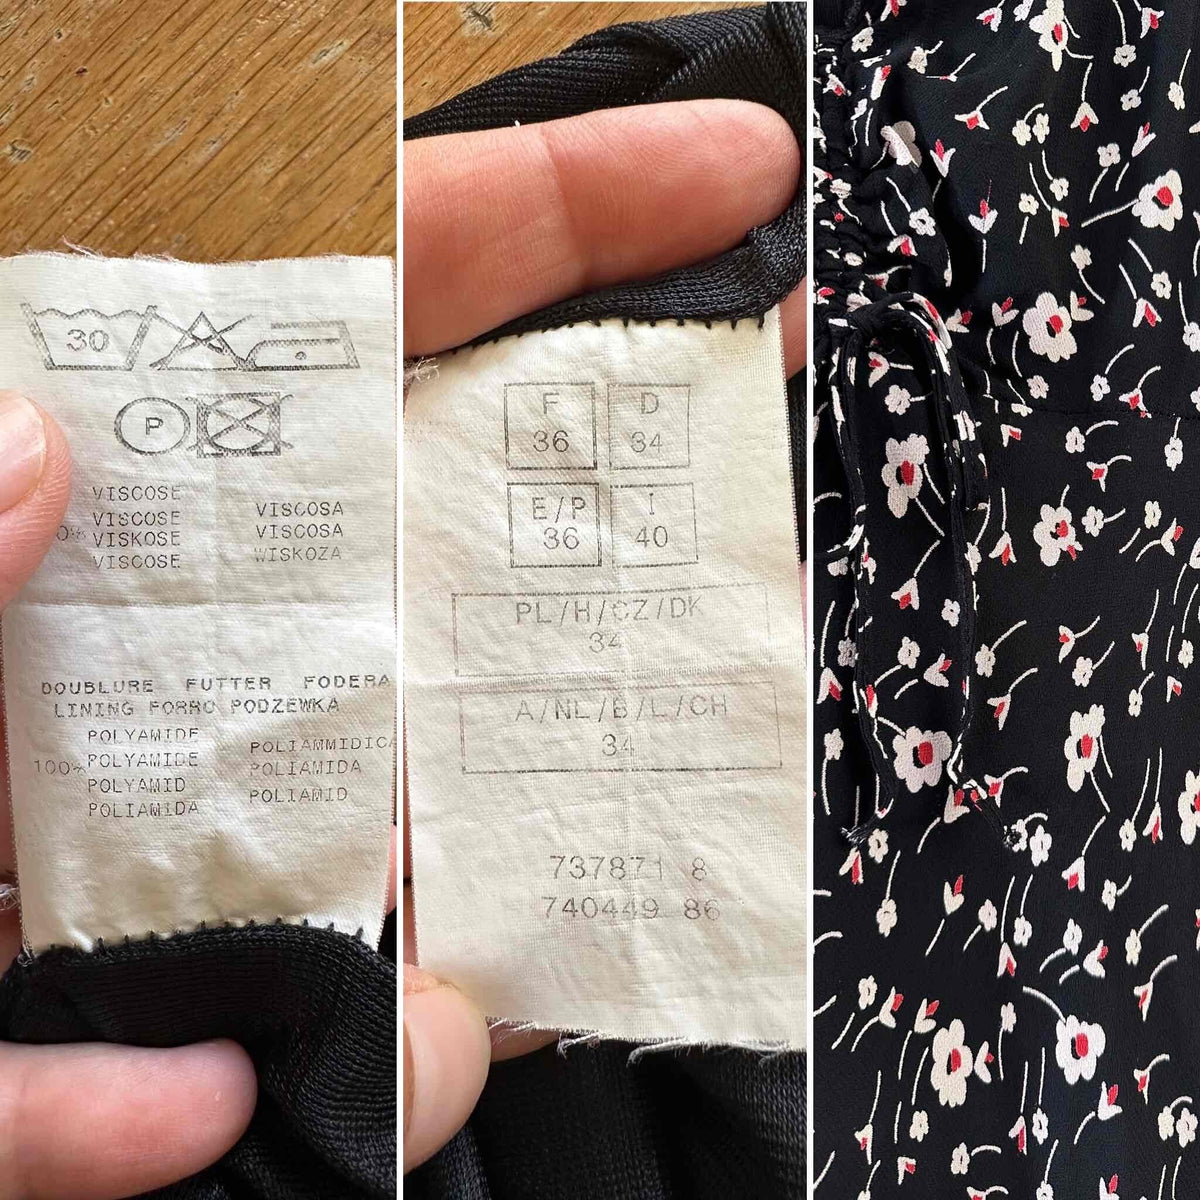 30
P
VISCOSE
VISCOSE VISCOSA
0% VISKOSE VISCOSA
VISCOSE WISKOZA
DOUBLURE FUTTER FODERA
LINING FORRO PODZEWKA
POLYAMIDE POLIAMMIDICA
100% POLYAMIDE POLIAMIDA
POLYAMID POLIAMID
POLIAMIDA
F D
36 34
E/P I
36 40
PL/H/CZ/DK
34
A/NL/B/L/CH
34
737871 8
740449 86